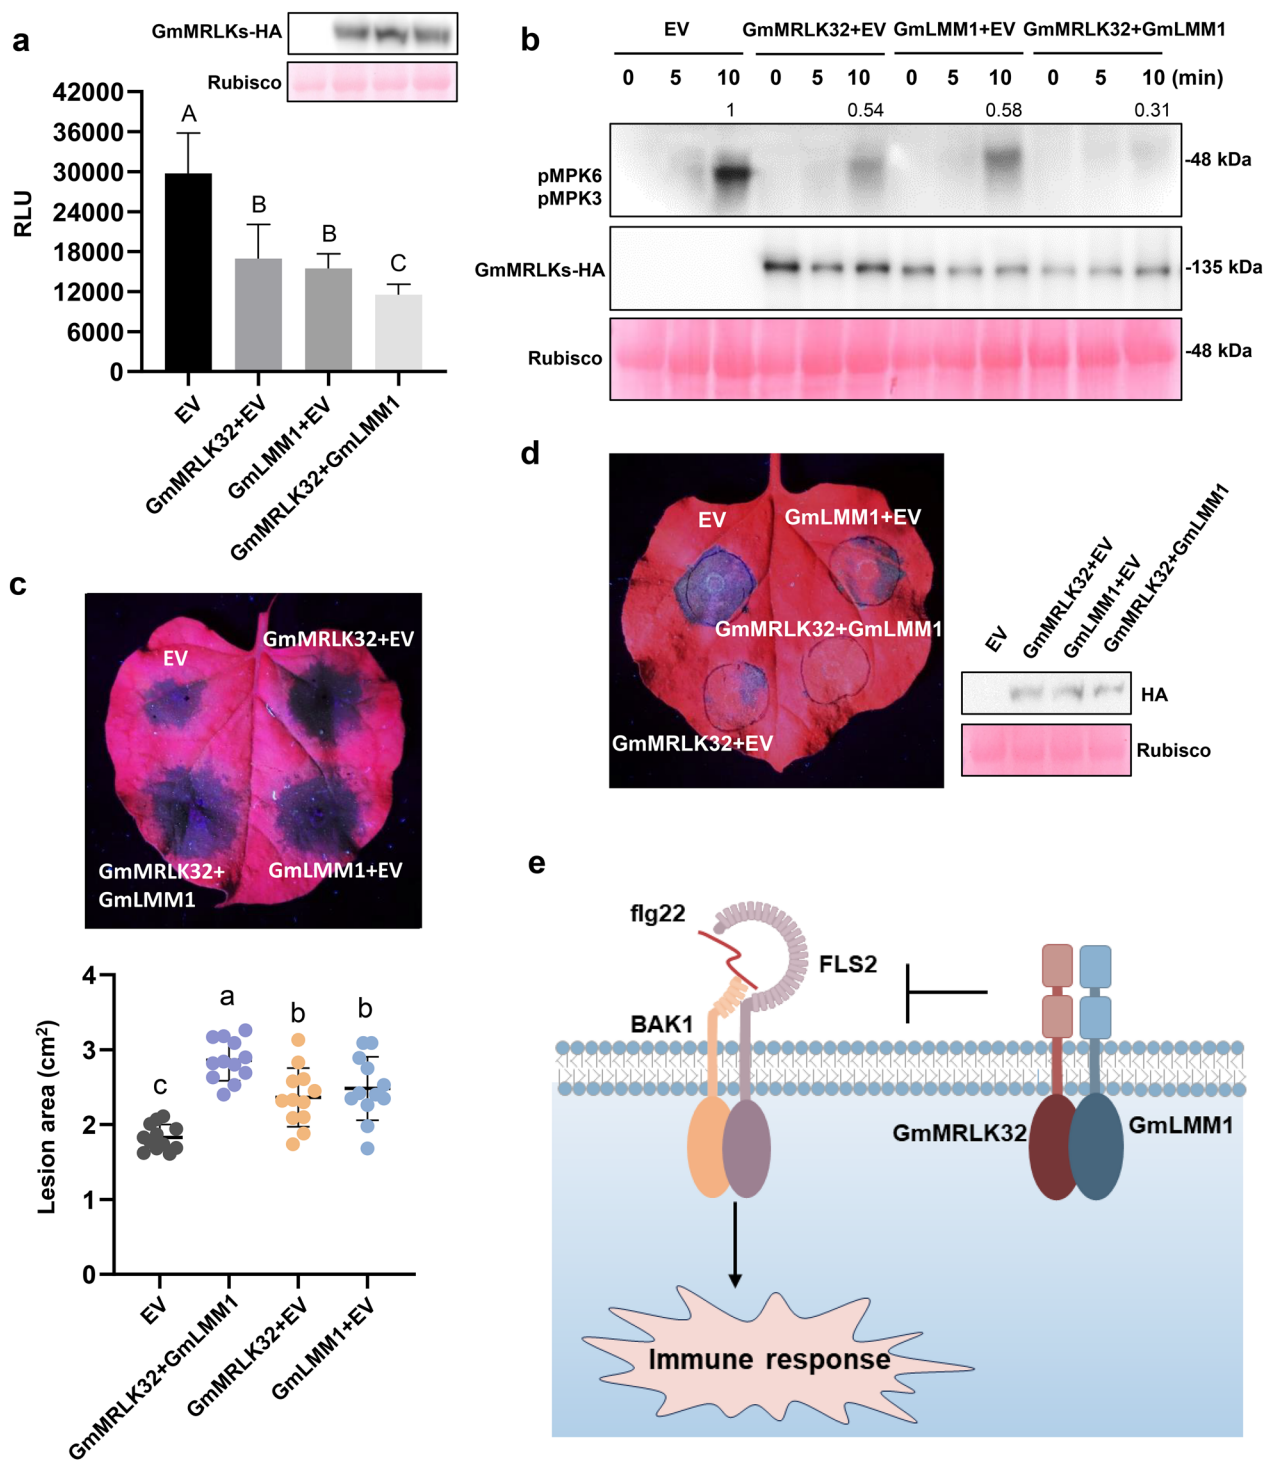 a
GmMRLKs-HA
Rubisco
42000
36000
30000
24000
18000
12000
6000
0
RLU
A
B
B
C
EV
GmMRLK32+EV
GmLMM1+EV
GmMRLK32+GmLMM1
b
EV GmMRLK32+EV GmLMM1+EV GmMRLK32+GmLMM1
0 5 10 0 5 10 0 5 10 0 5 10 (min)
1 0.54 0.58 0.31
-48 kDa
pMPK6
pMPK3
GmMRLKs-HA
-135 kDa
Rubisco
-48 kDa
c
GmMRLK32+EV
EV
GmMRLK32+
GmLMM1
GmLMM1+EV
4
3
2
1
0
Lesion area (cm²)
c
a
b
b
EV
GmMRLK32+GmLMM1
GmMRLK32+EV
GmLMM1+EV
d
EV
GmLMM1+EV
GmMRLK32+GmLMM1
GmMRLK32+EV
EV
GmMRLK32+EV
GmLMM1+EV
GmMRLK32+GmLMM1
HA
Rubisco
e
flg22
FLS2
BAK1
GmMRLK32
GmLMM1
Immune response